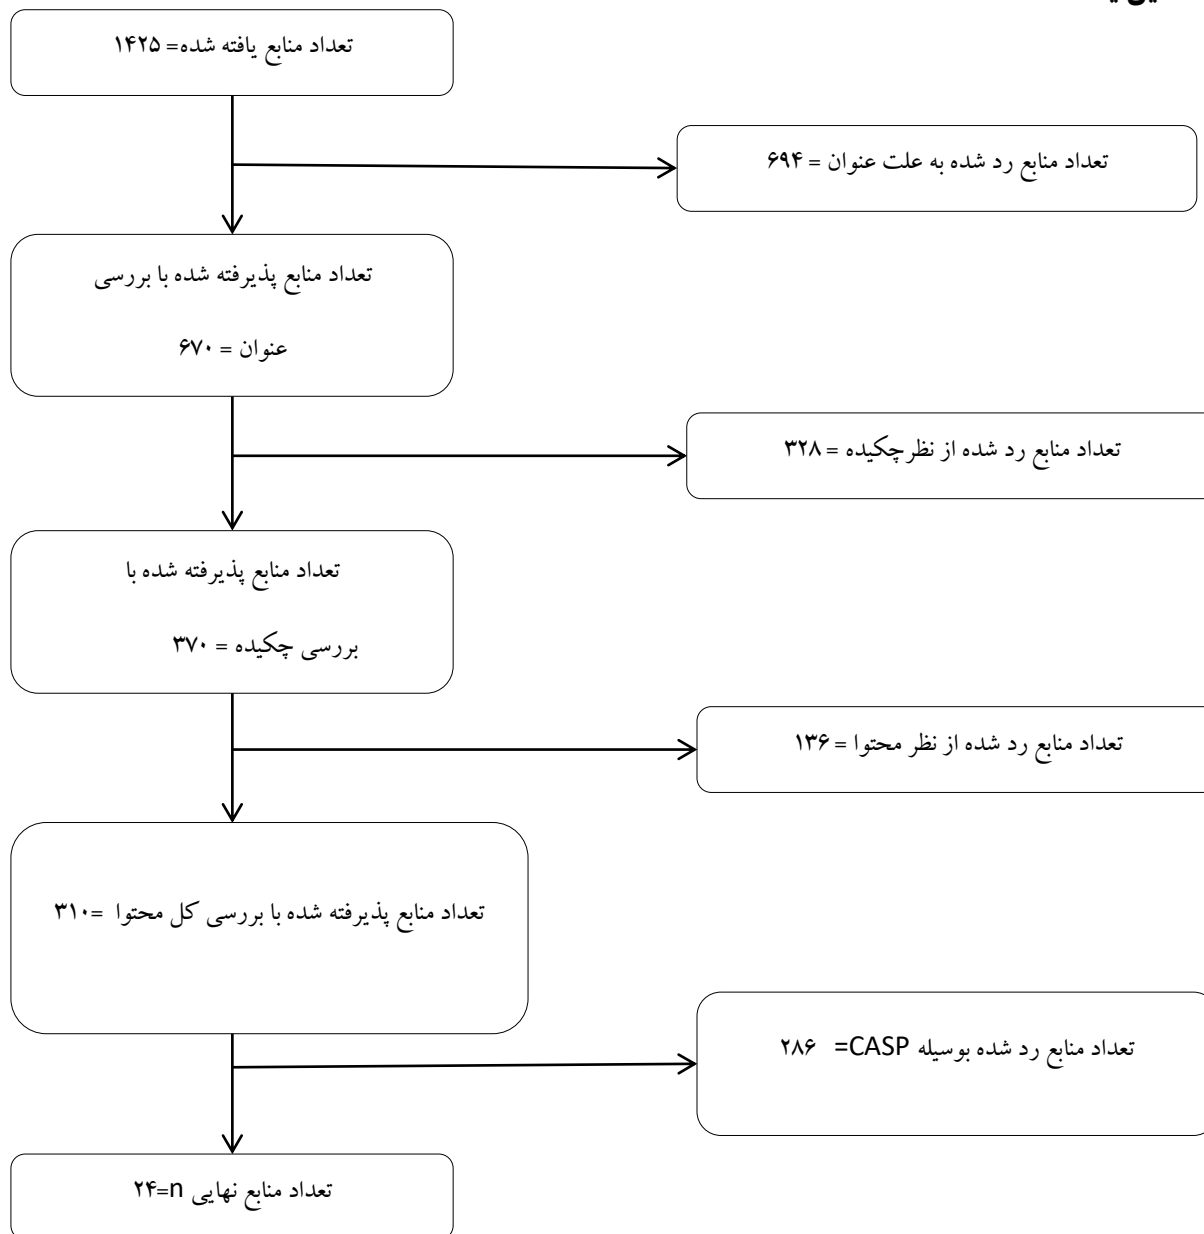 تعداد منابع یافته شده= ۱۴۲۵
تعداد منابع رد شده به علت عنوان = ۶۹۴
تعداد منابع پذیرفته شده با بررسی
عنوان = ۶۷۰
تعداد منابع رد شده از نظرچکیده = ۳۲۸
تعداد منابع پذیرفته شده با
بررسی چکیده = ۳۷۰
تعداد منابع رد شده از نظر محتوا = ۱۳۶
تعداد منابع پذیرفته شده با بررسی کل محتوا =۳۱۰
تعداد منابع رد شده بوسیله CASP= ۲۸۶
تعداد منابع نهایی n=۲۴